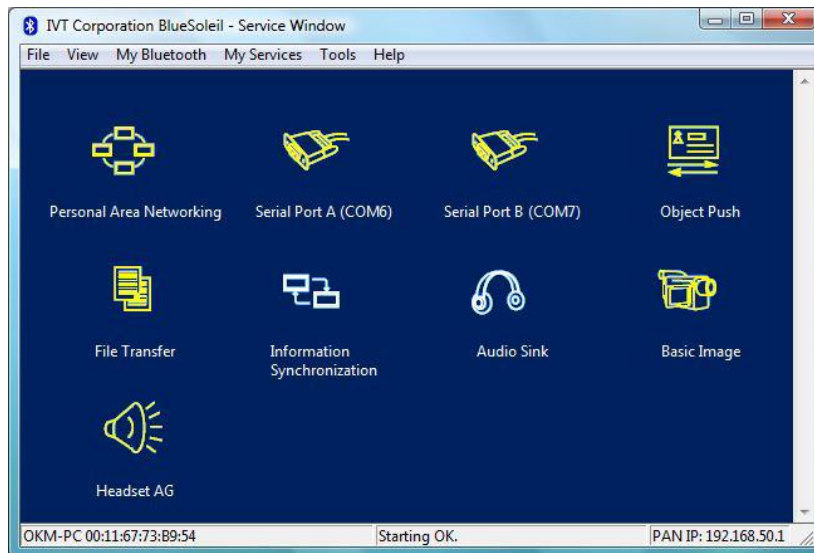 IVT Corporation BlueSoleil - Service Window
File View My Bluetooth My Services Tools Help
Personal Area Networking
Serial Port A (COM6)
Serial Port B (COM7)
Object Push
File Transfer
Information
Synchronization
Audio Sink
Basic Image
Headset AG
OKM-PC 00:11:67:73:B9:54
Starting OK.
PAN IP: 192.168.50.1